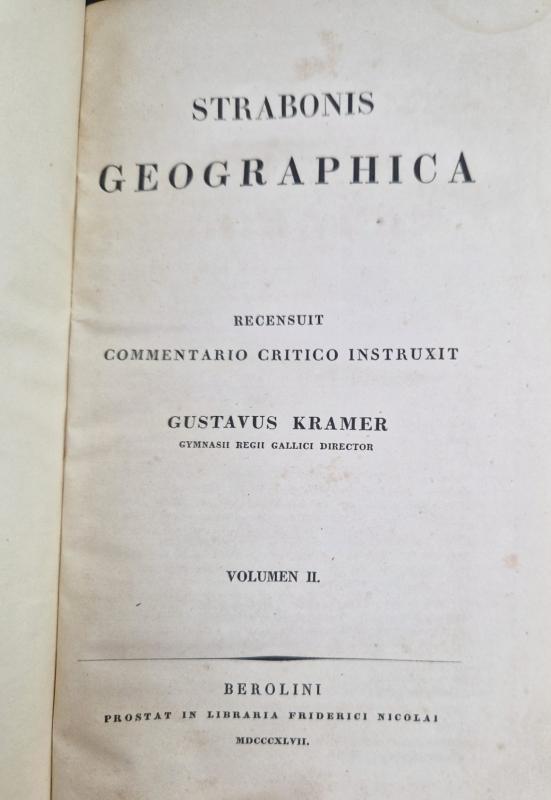 STRABONIS
GEOGRAPHICA
RECENSUIT
COMMENTARIO CRITICO INSTRUXIT
GUSTAVUS KRAMER
GYMNASII REGII GALLICI DIRECTOR
VOLUMEN II.
BEROLINI
PROSTAT IN LIBRARIA FRIDERICI NICOLAI
MDCCCXLVII.